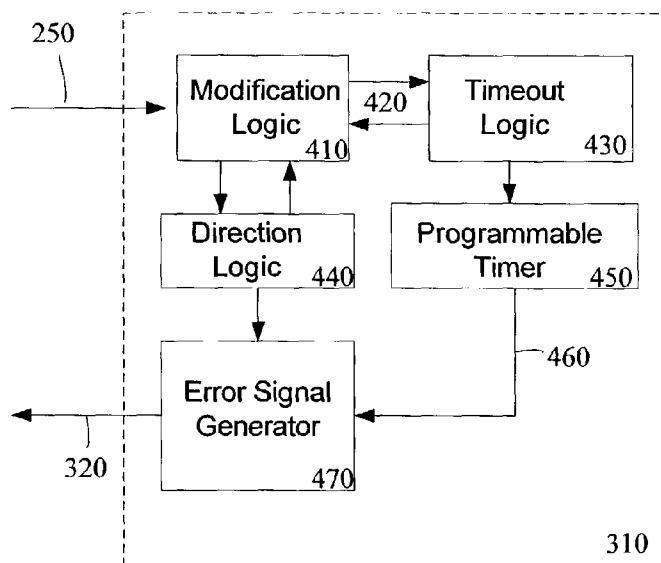 250
Modification
Logic
410
420
Timeout
Logic
430
Direction
Logic
440
Programmable
Timer
450
460
Error Signal
Generator
470
320
310